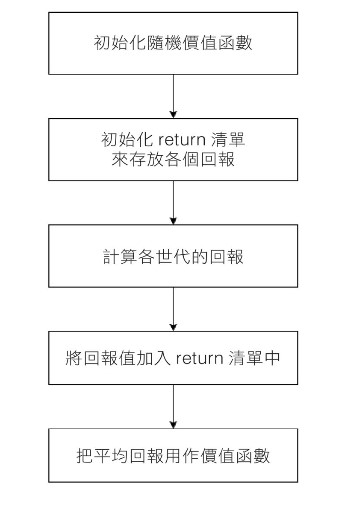 初始化隨機價值函數
初始化 return 清單
來存放各個回報
計算各世代的回報
將回報值加入 return 清單中
把平均回報用作價值函數